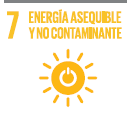 7 ENERGÍA ASEQUIBLE
Y NO CONTAMINANTE